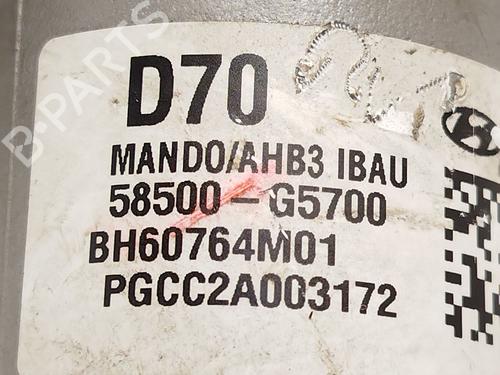 B-PARTS
D70
MANDO/AHB3 IBAU
58500-G5700
BH60764M01
PGCC2A003172